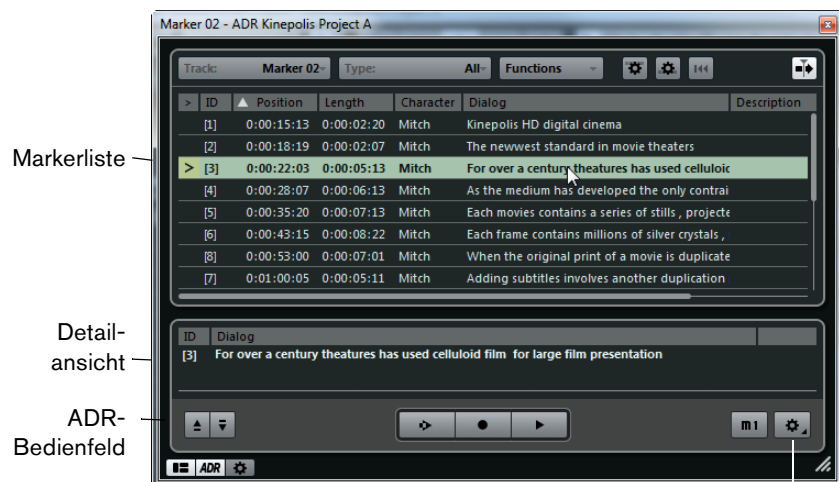 Marker 02 - ADR Kinepolis Project A
Track: Marker 02 Type: All Functions
> ID Position Length Character Dialog Description
[1] 0:00:15:13 0:00:02:20 Mitch Kinepolis HD digital cinema
[2] 0:00:18:19 0:00:02:07 Mitch The newwest standard in movie theaters
Markerliste
> [3] 0:00:22:03 0:00:05:13 Mitch For over a century theatures has used celluloic
[4] 0:00:28:07 0:00:06:13 Mitch As the medium has developed the only contrai
[5] 0:00:35:20 0:00:07:13 Mitch Each movies contains a series of stills , projecte
[6] 0:00:43:15 0:00:08:22 Mitch Each frame contains millions of silver crystals ,
[8] 0:00:53:00 0:00:07:01 Mitch When the original print of a movie is duplicate
[7] 0:01:00:05 0:00:05:11 Mitch Adding subtitles involves another duplication
Detail-
ansicht
ID Dialog
[3] For over a century theatures has used celluloid film for large film presentation
ADR-
Bedienfeld
m1
ADR